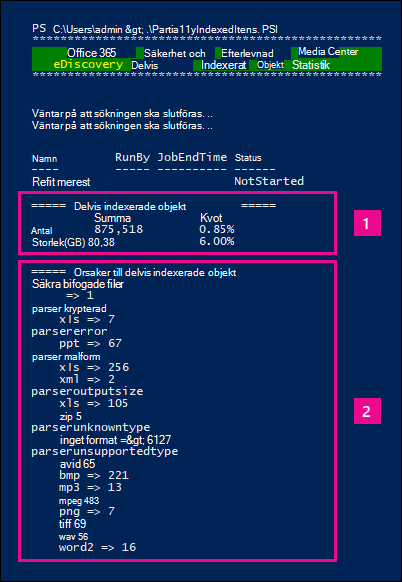 PS C:\Users\admin &gt; .\Partia11yIndexedItens. PSI
**************************************************
Office 365 Säkerhet och Efterlevnad Media Center
eDiscovery Delvis Indexerat Objekt Statistik
**************************************************
Väntar på att sökningen ska slutföras...
Väntar på att sökningen ska slutföras...
Namn RunBy JobEndTime Status
---- ----- ---------- ------
Refit merest NotStarted
===== Delvis indexerade objekt =====
Summa Kvot
Antal 875,518 0.85%
Storlek(GB) 80,38 6.00%
1
===== Orsaker till delvis indexerade objekt
Säkra bifogade filer
=> 1
parser krypterad
xls => 7
parsererror
ppt => 67
parser malform
xls => 256
xml => 2
parseroutputsize
xls => 105
zip 5
parserunknowntype
inget format =&gt; 6127
parserunsupportedtype
avid 65
bmp => 221
mp3 => 13
mpeg 483
png => 7
tiff 69
wav 56
word2 => 16
2